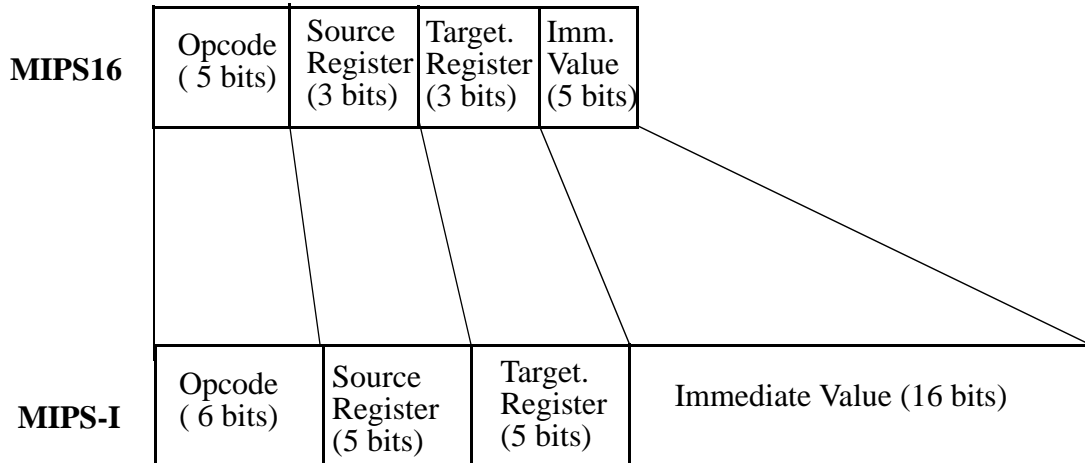 MIPS16
Opcode
( 5 bits)
Source
Register
(3 bits)
Target.
Register
(3 bits)
Imm.
Value
(5 bits)
MIPS-I
Opcode
( 6 bits)
Source
Register
(5 bits)
Target.
Register
(5 bits)
Immediate Value (16 bits)